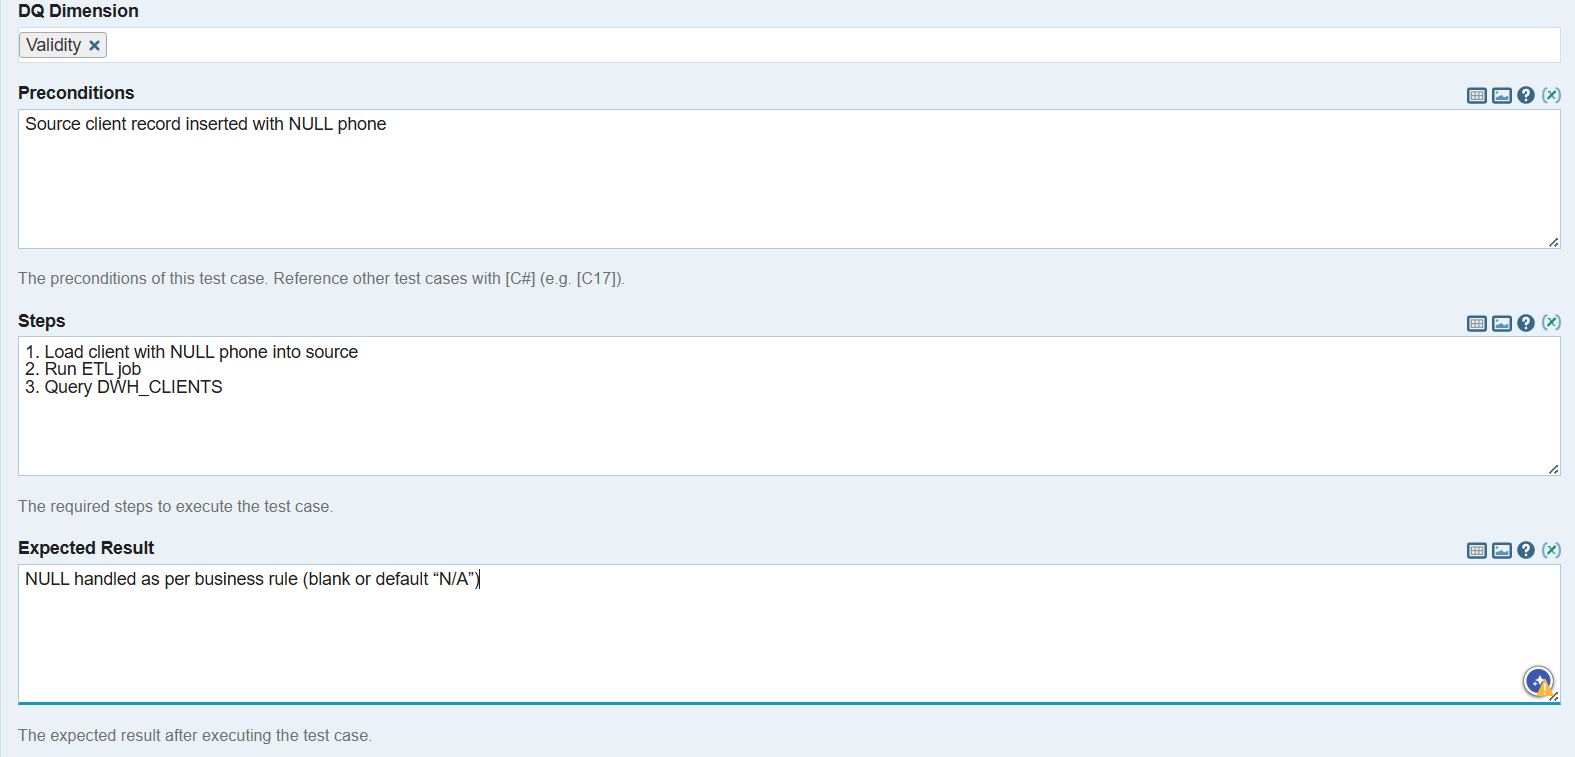 DQ Dimension
Validity
Preconditions
Source client record inserted with NULL phone
The preconditions of this test case. Reference other test cases with [C#] (e.g. [C17]).
Steps
1. Load client with NULL phone into source
2. Run ETL job
3. Query DWH_CLIENTS
The required steps to execute the test case.
Expected Result
NULL handled as per business rule (blank or default “N/A”)
The expected result after executing the test case.